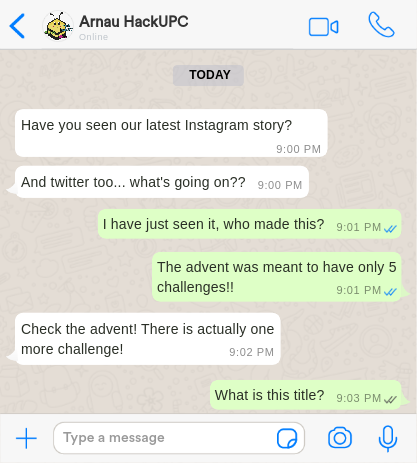 Arnau HackUPC
Online
TODAY
Have you seen our latest Instagram story?
9:00 PM
And twitter too... what's going on?? 9:00 PM
I have just seen it, who made this? 9:01 PM
The advent was meant to have only 5
challenges!!
9:01 PM
Check the advent! There is actually one
more challenge!
9:02 PM
What is this title? 9:03 PM
Type a message